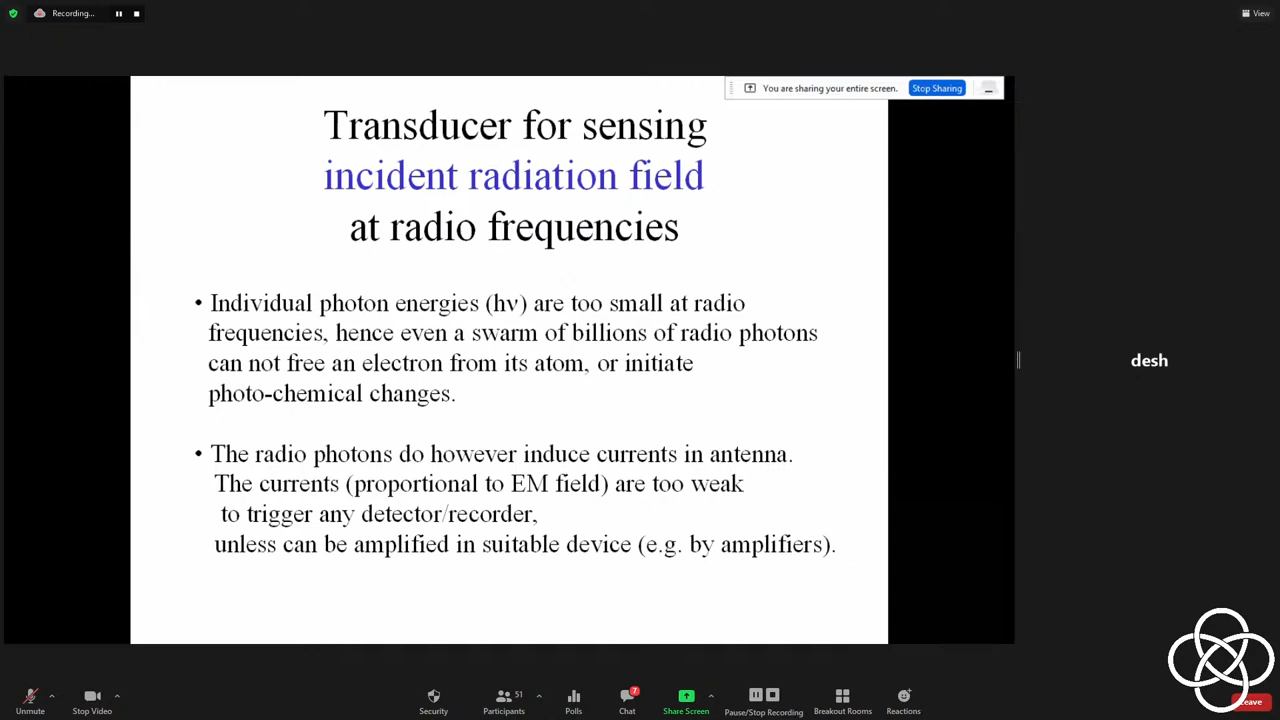 Recording...
View
You are sharing your entire screen.
Stop Sharing
Transducer for sensing
incident radiation field
at radio frequencies
• Individual photon energies (hν) are too small at radio
frequencies, hence even a swarm of billions of radio photons
can not free an electron from its atom, or initiate
photo-chemical changes.
• The radio photons do however induce currents in antenna.
The currents (proportional to EM field) are too weak
to trigger any detector/recorder,
unless can be amplified in suitable device (e.g. by amplifiers).
desh
Unmute
Stop Video
Security
Participants 51
Polls
Chat 7
Share Screen
Pause/Stop Recording
Breakout Rooms
Reactions
Leave